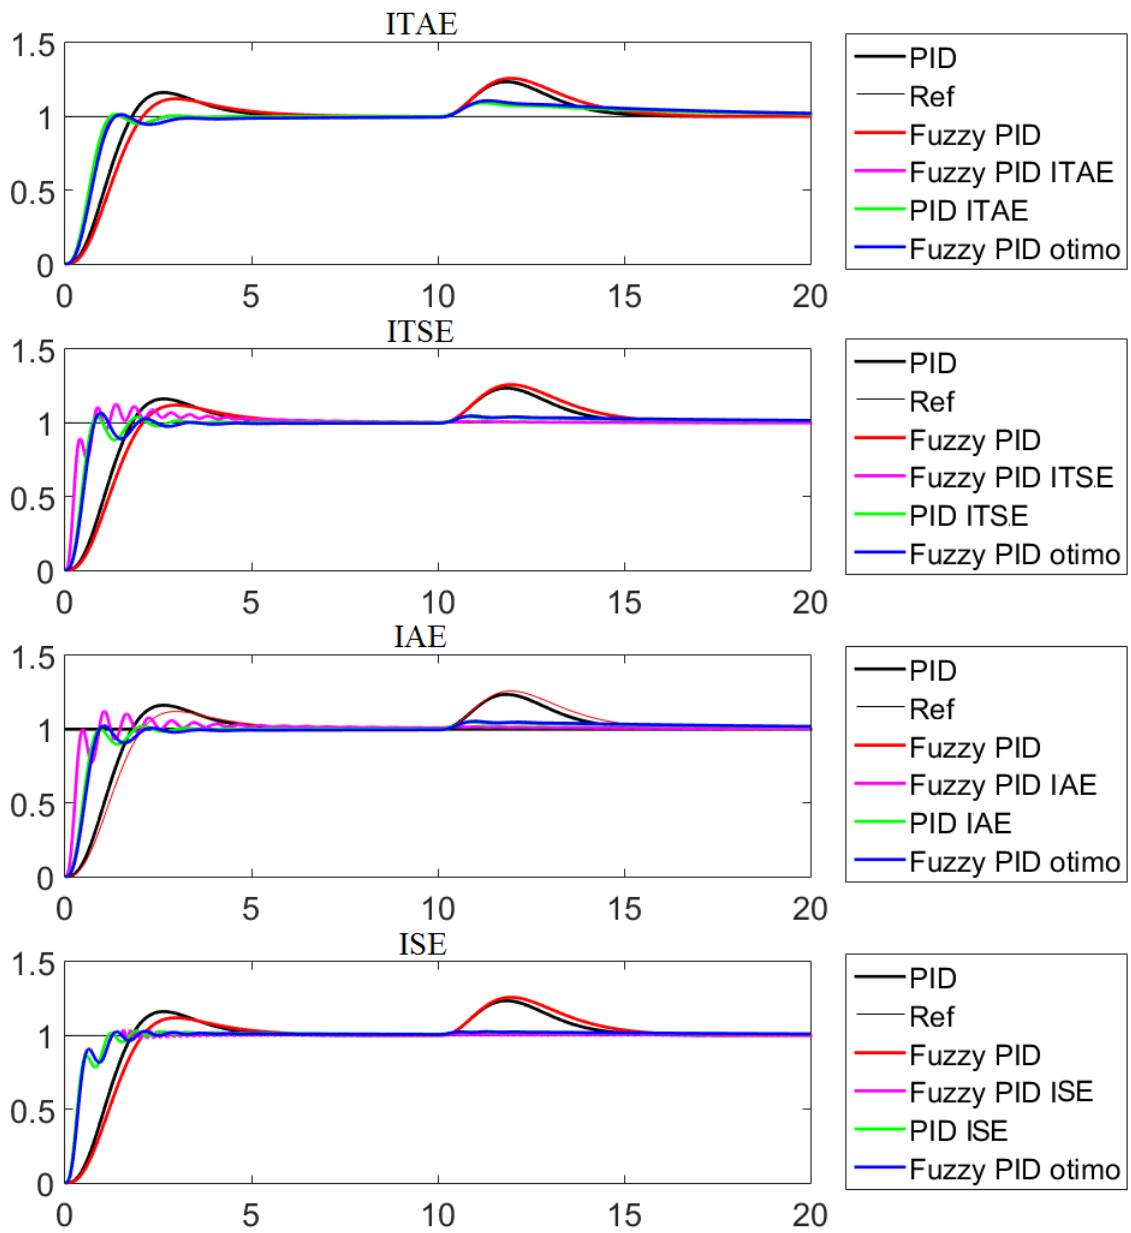 ITAE
1.5
1
0.5
0
0 5 10 15 20
PID
Ref
Fuzzy PID
Fuzzy PID ITAE
PID ITAE
Fuzzy PID otimo
ITSE
1.5
1
0.5
0
0 5 10 15 20
PID
Ref
Fuzzy PID
Fuzzy PID ITSE
PID ITSE
Fuzzy PID otimo
IAE
1.5
1
0.5
0
0 5 10 15 20
PID
Ref
Fuzzy PID
Fuzzy PID IAE
PID IAE
Fuzzy PID otimo
ISE
1.5
1
0.5
0
0 5 10 15 20
PID
Ref
Fuzzy PID
Fuzzy PID ISE
PID ISE
Fuzzy PID otimo